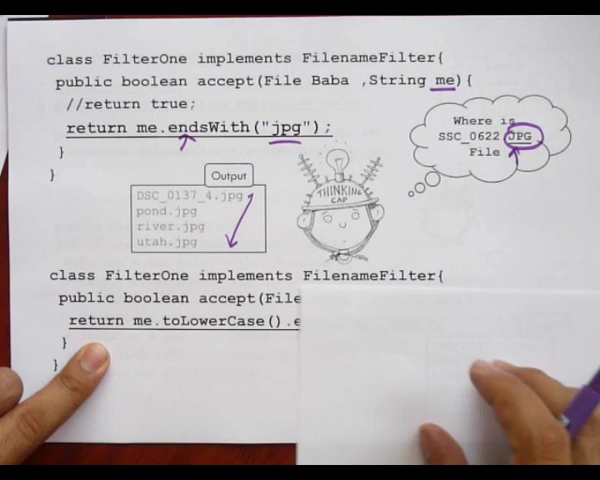 class FilterOne implements FilenameFilter{
public boolean accept(File Baba ,String me){
//return true;
return me.endsWith("jpg");
}
}
Where is
SSC_0622 JPG
File
Output
DSC_0137_4.jpg
pond.jpg
river.jpg
utah.jpg
THINKING
CAP
class FilterOne implements FilenameFilter{
public boolean accept(File
return me.toLowerCase().e
}
}